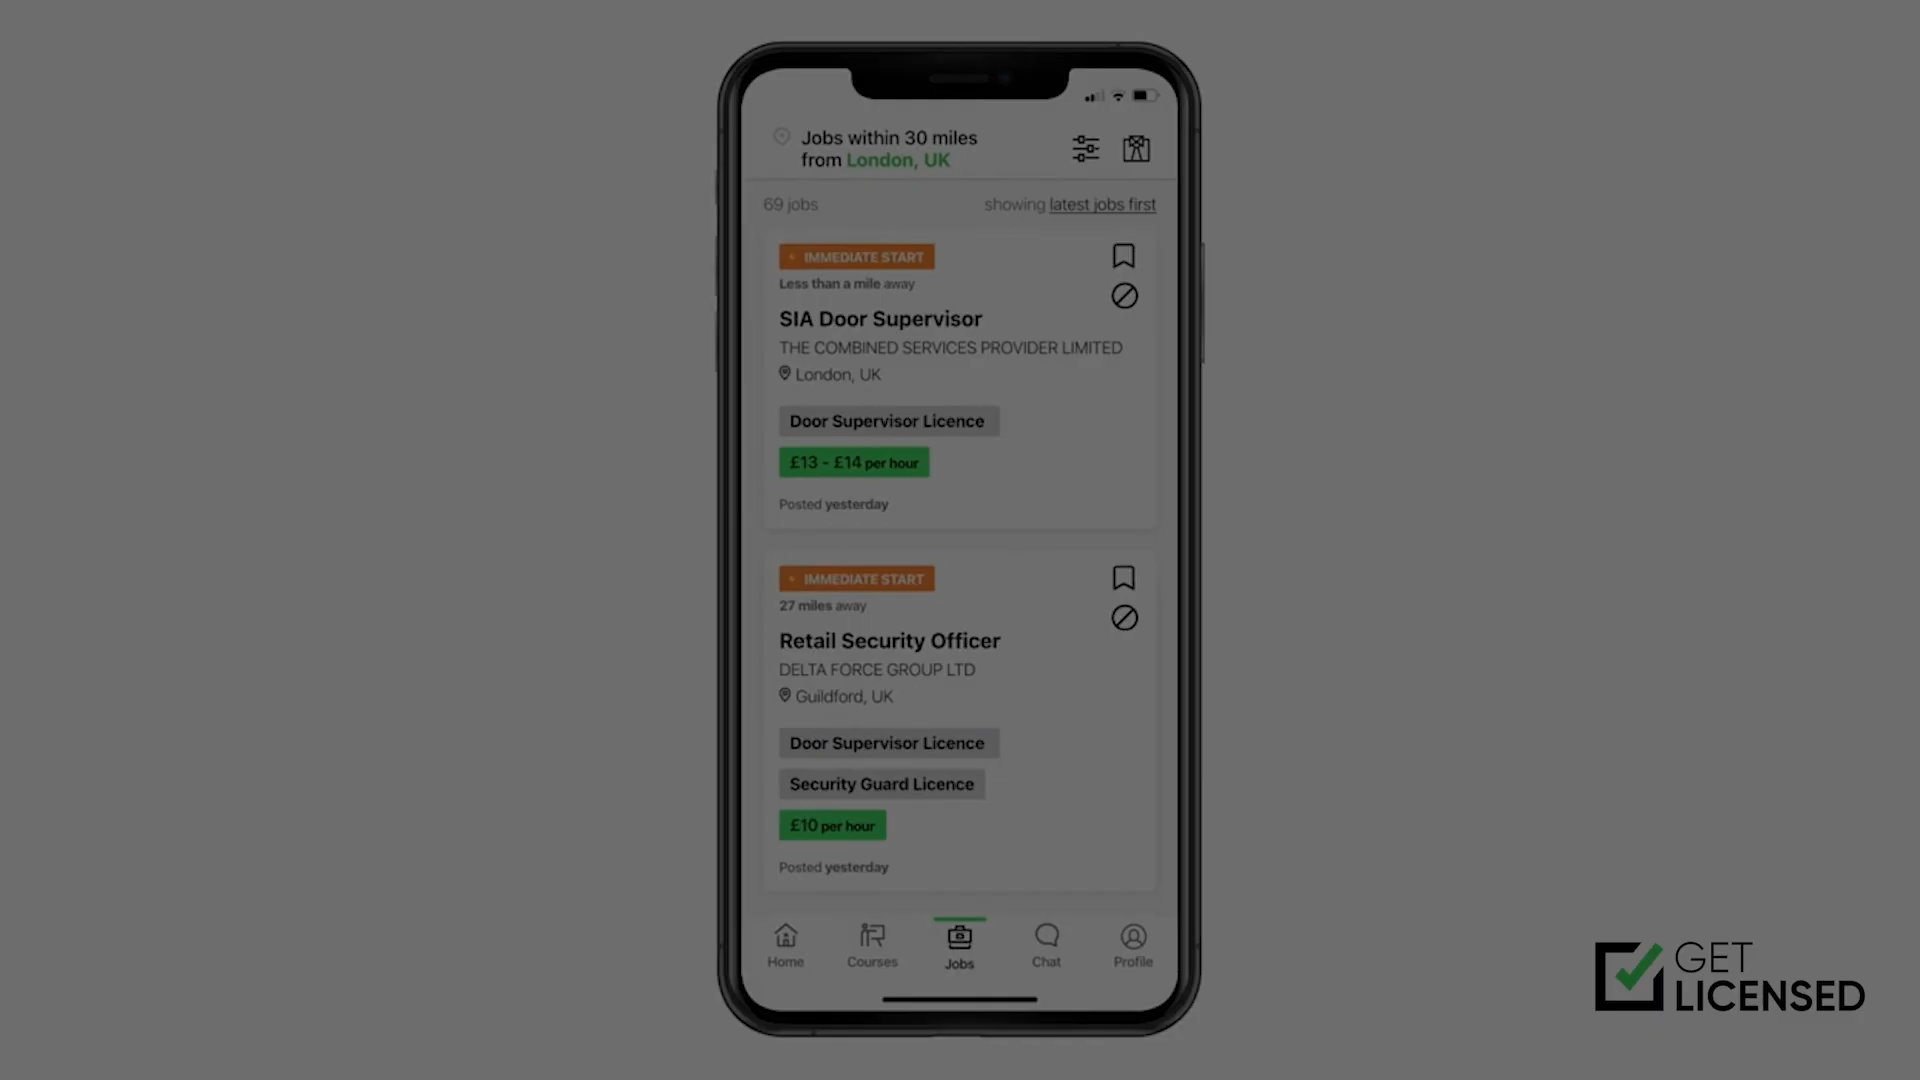 Jobs within 30 miles
from London, UK
69 jobs
showing latest jobs first
IMMEDIATE START
Less than a mile away
SIA Door Supervisor
THE COMBINED SERVICES PROVIDER LIMITED
London, UK
Door Supervisor Licence
£13 - £14 per hour
Posted yesterday
IMMEDIATE START
27 miles away
Retail Security Officer
DELTA FORCE GROUP LTD
Guildford, UK
Door Supervisor Licence
Security Guard Licence
£10 per hour
Posted yesterday
Home
Courses
Jobs
Chat
Profile
GET
LICENSED